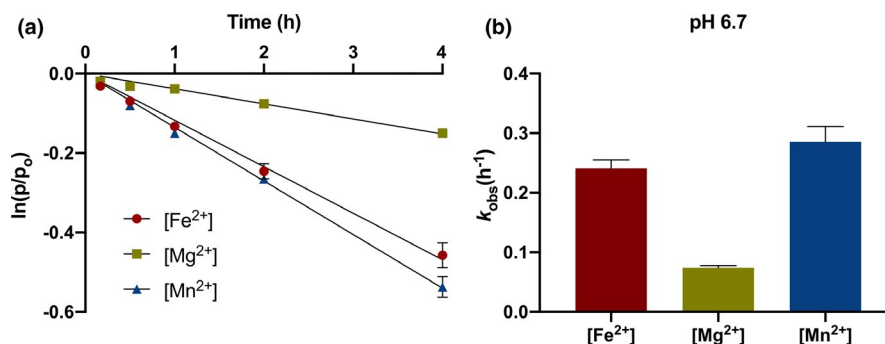 (a)
Time (h)
0 1 2 3 4
0.0
-0.2
-0.4
-0.6
ln(p/pₒ)
[Fe²⁺]
[Mg²⁺]
[Mn²⁺]
(b)
pH 6.7
0.4
0.3
0.2
0.1
0.0
k_obs(h⁻¹)
[Fe²⁺] [Mg²⁺] [Mn²⁺]